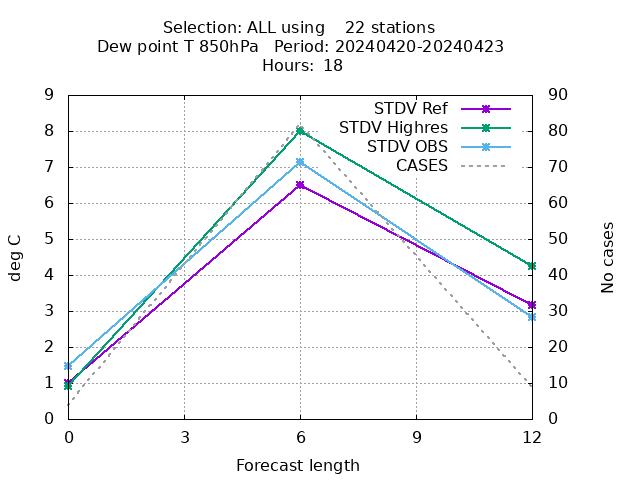 Selection: ALL using    22 stations
Dew point T 850hPa   Period: 20240420-20240423
Hours: 18
STDV Ref
STDV Highres
STDV OBS
CASES
deg C
No cases
9
8
7
6
5
4
3
2
1
0
90
80
70
60
50
40
30
20
10
0
0 3 6 9 12
Forecast length